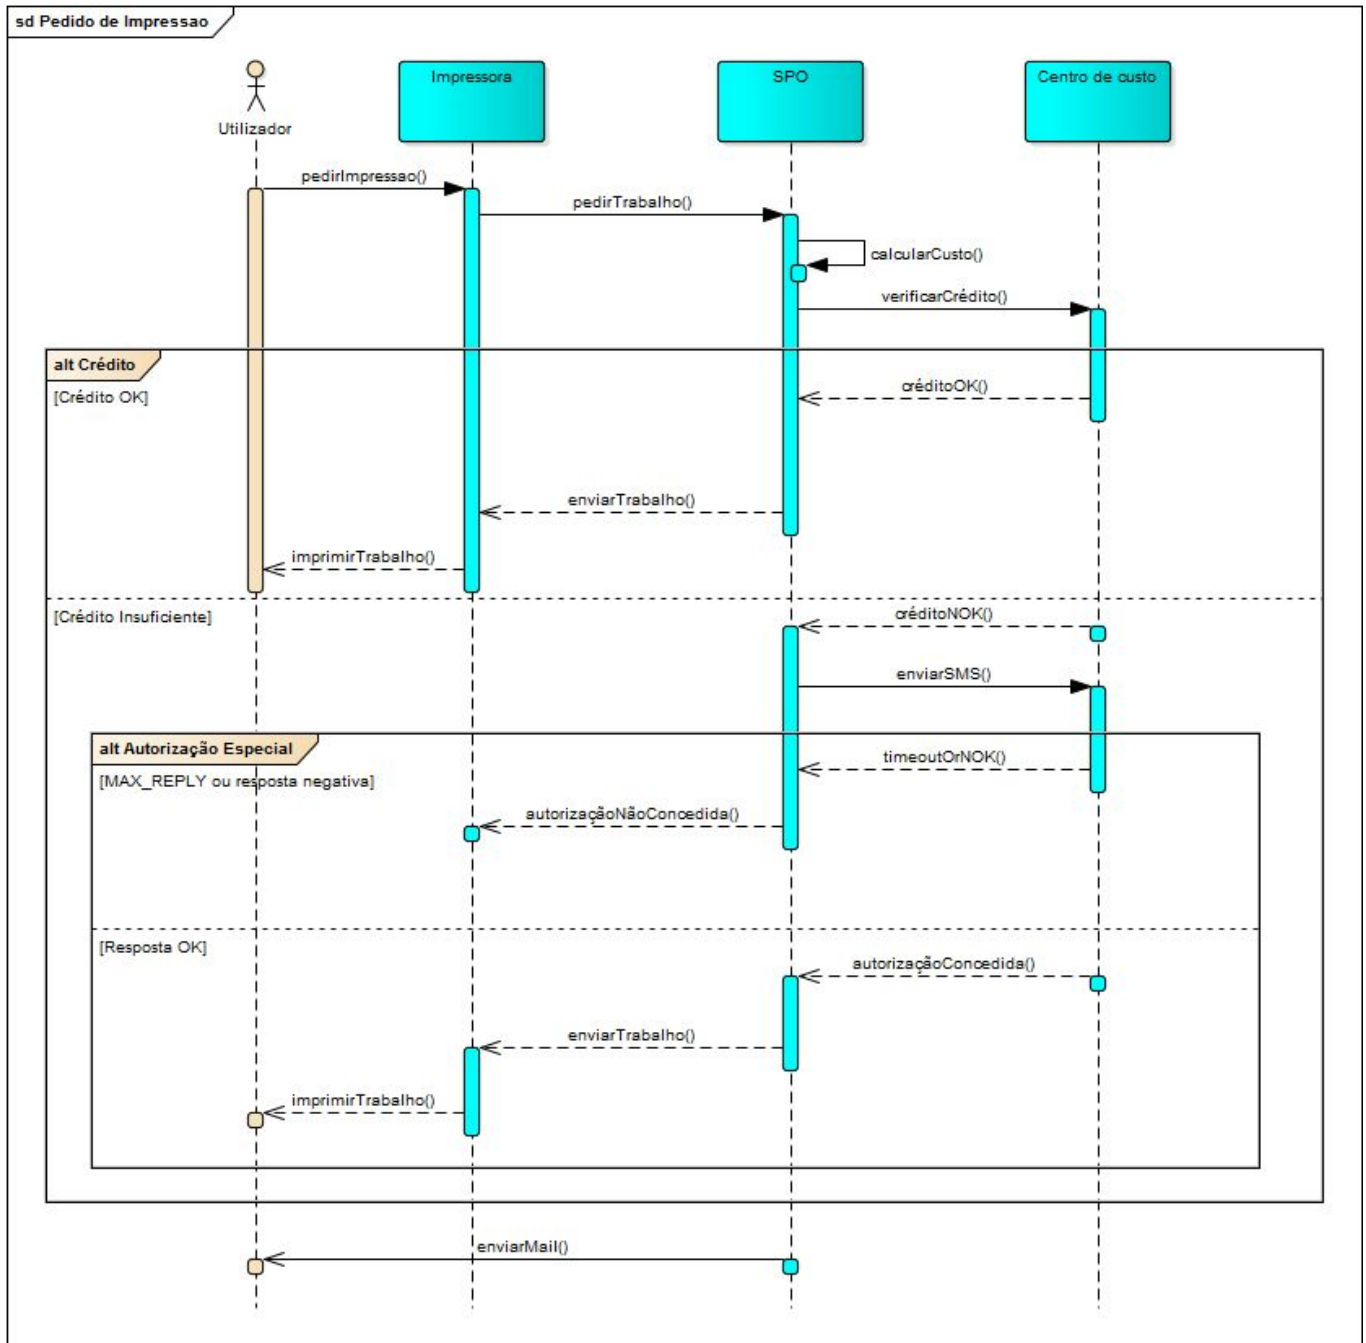 sd Pedido de Impressao
Utilizador
Impressora
SPO
Centro de custo
pedirImpressao()
pedirTrabalho()
calcularCusto()
verificarCrédito()
alt Crédito
[Crédito OK]
créditoOK()
enviarTrabalho()
imprimirTrabalho()
[Crédito Insuficiente]
créditoNOK()
enviarSMS()
alt Autorização Especial
[MAX_REPLY ou resposta negativa]
timeoutOrNOK()
autorizaçãoNãoConcedida()
[Resposta OK]
autorizaçãoConcedida()
enviarTrabalho()
imprimirTrabalho()
enviarMail()